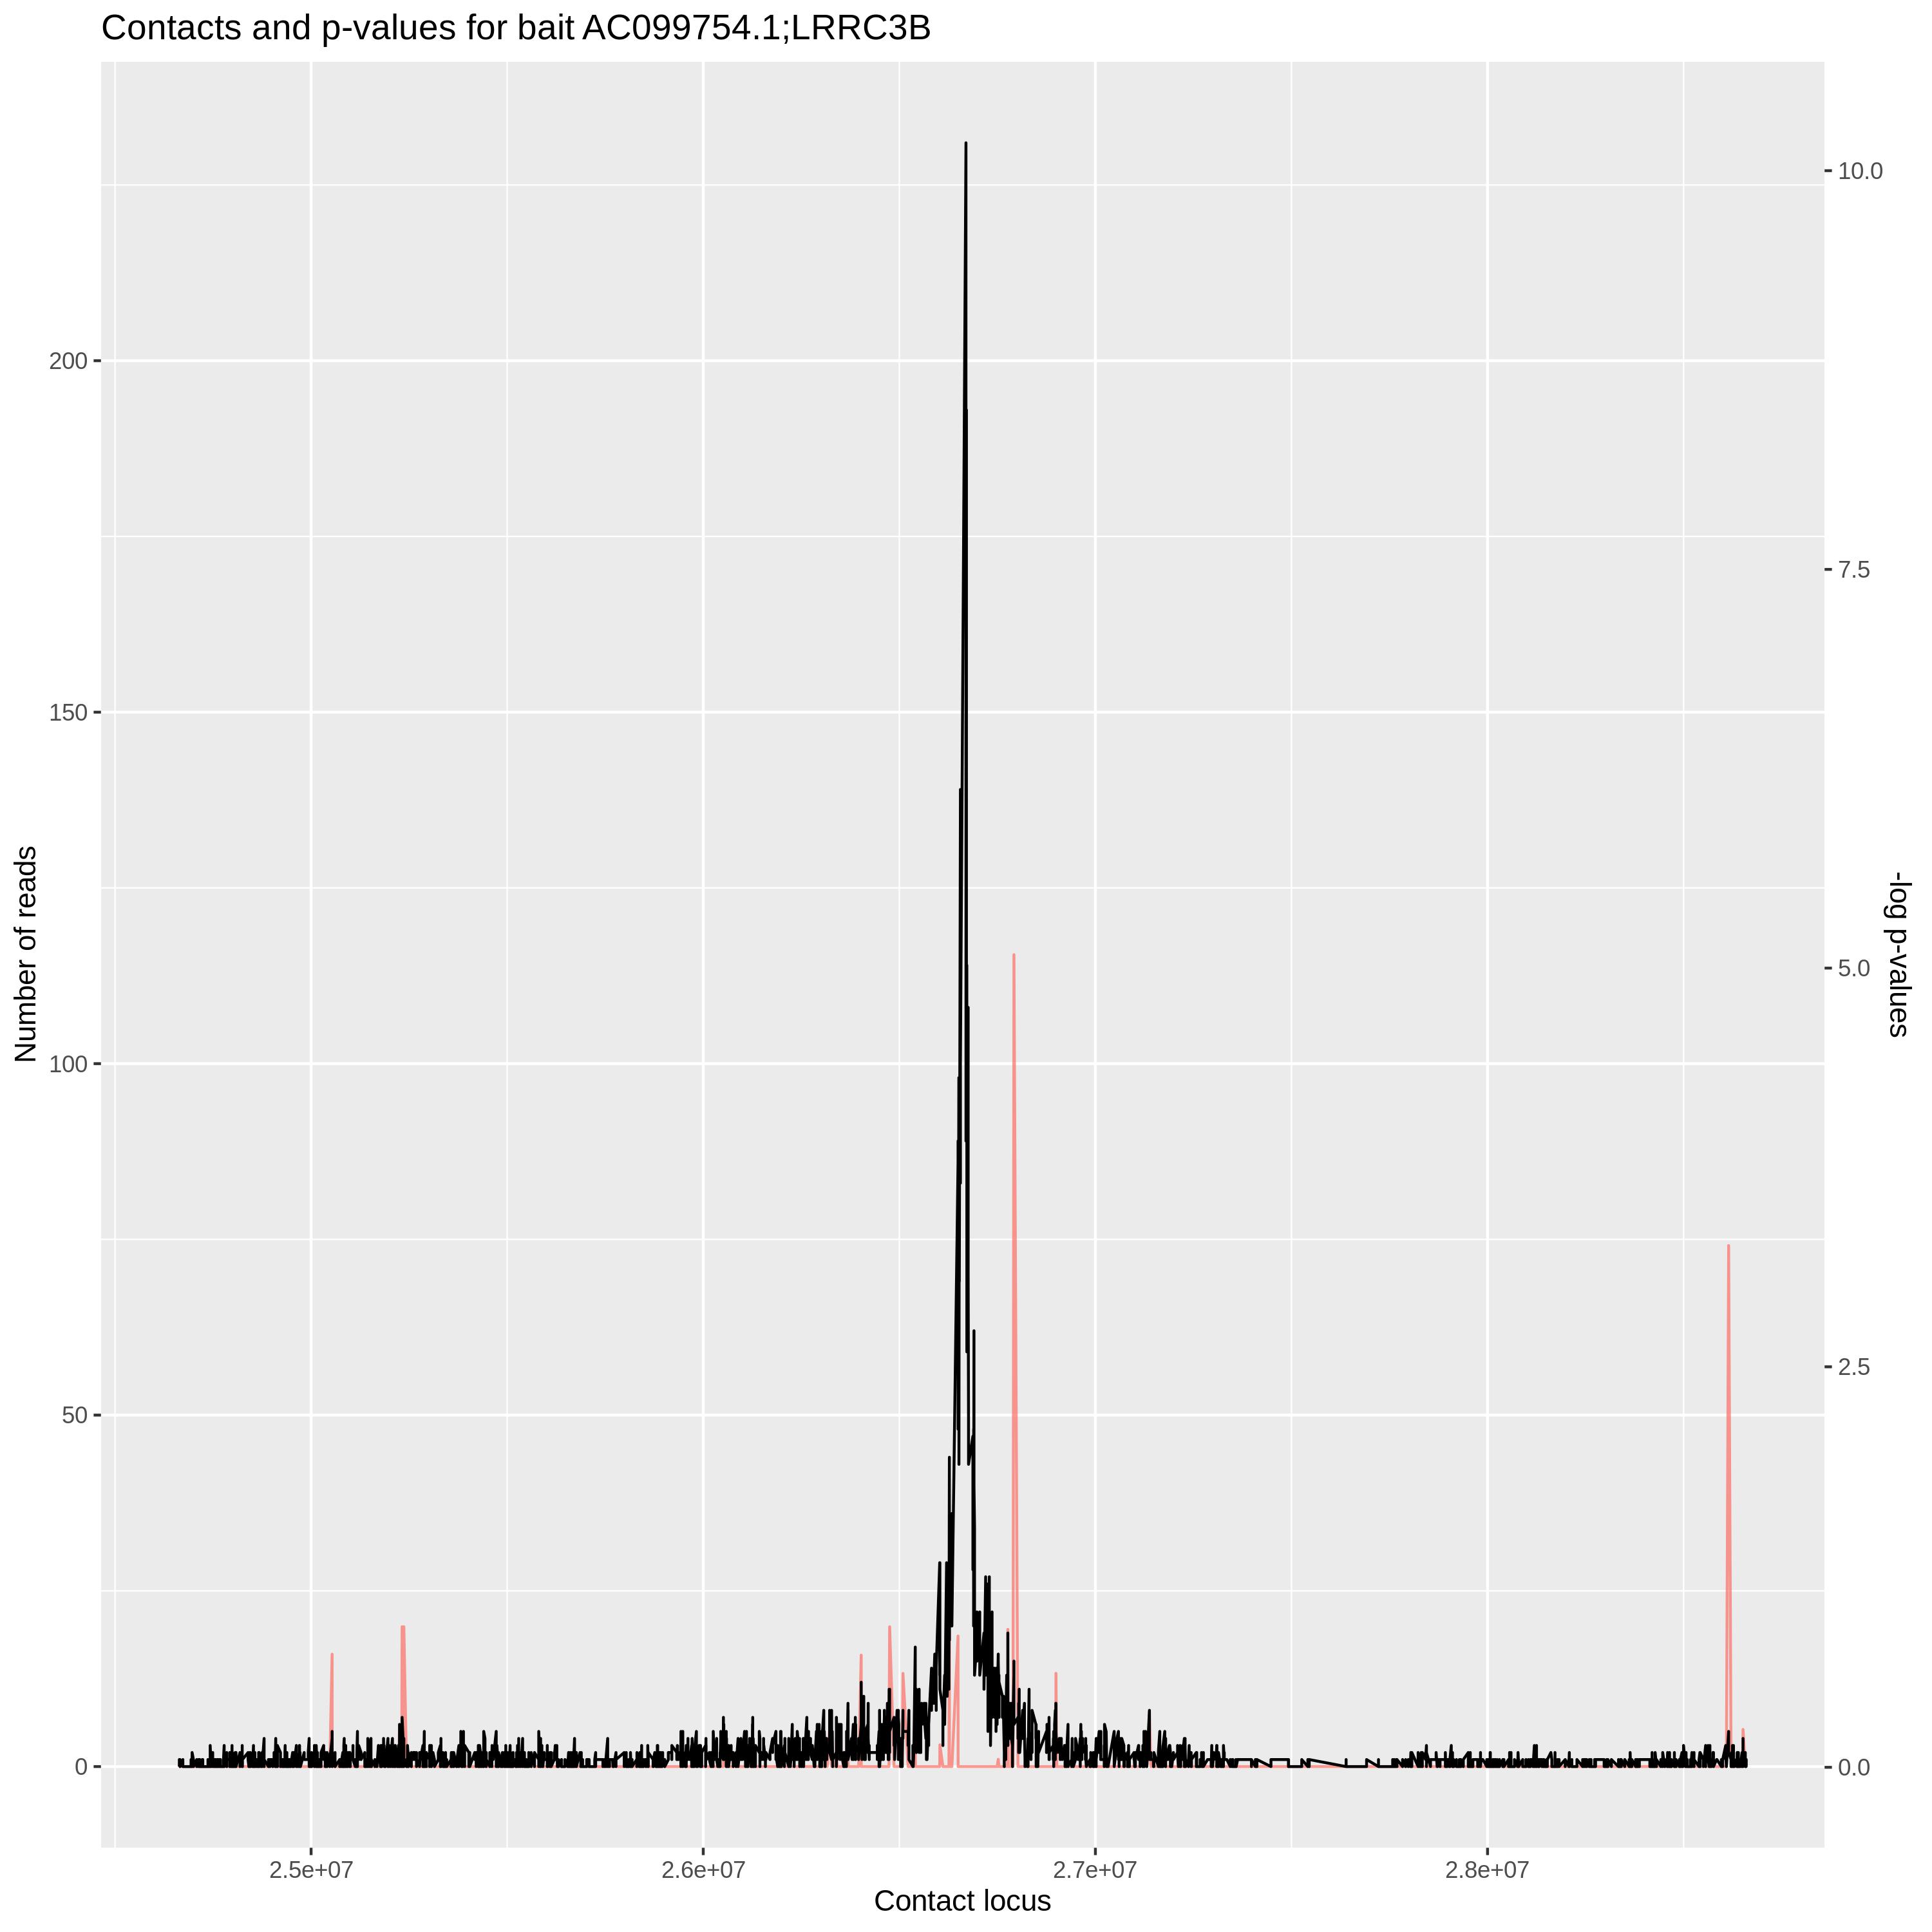 Contacts and p-values for bait AC099754.1;LRRC3B
Number of reads
200
150
100
50
0
10.0
7.5
5.0
2.5
0.0
-log p-values
2.5e+07 2.6e+07 2.7e+07 2.8e+07
Contact locus